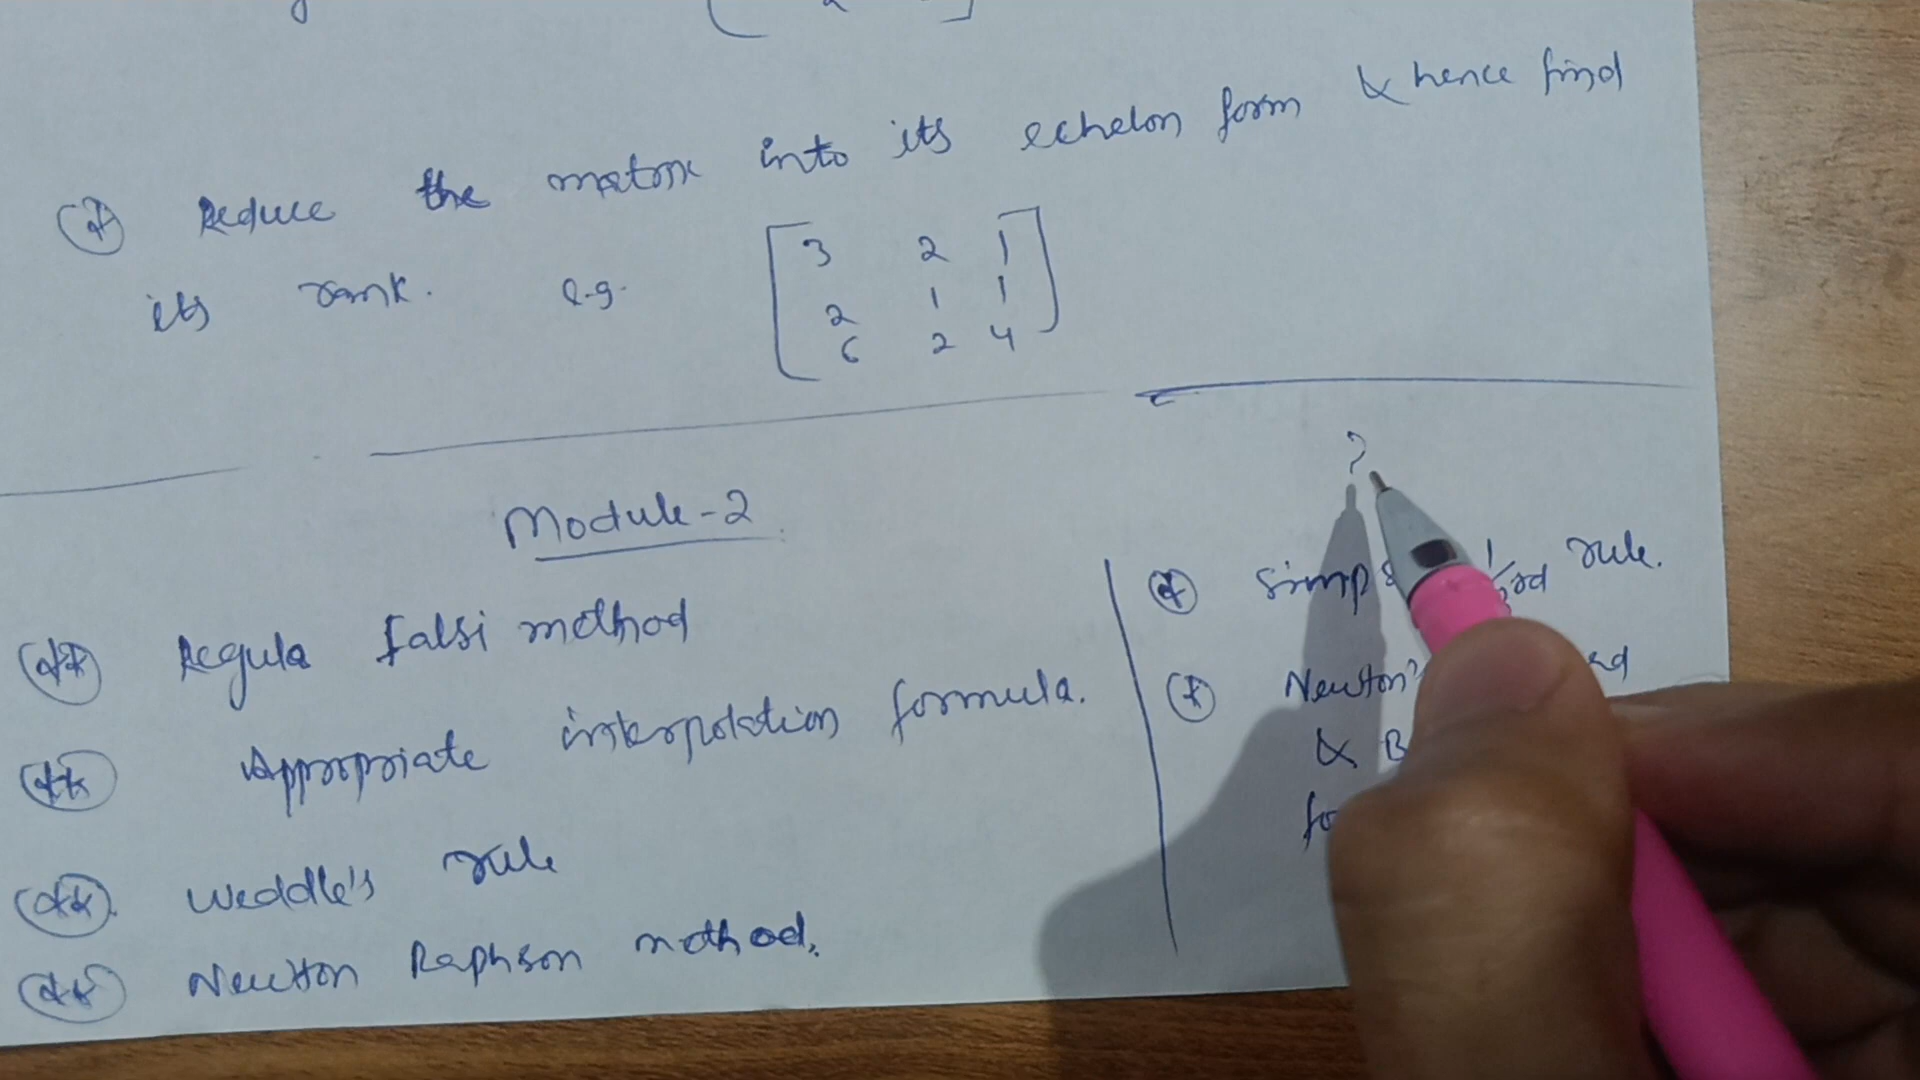 Reduce the matrix into its echelon form & hence find
its rank. e.g.
3 2 1
2 1 1
6 2 4
Module-2
** Regula falsi method
** Appropriate interpolation formula.
** Weddle's rule
** Newton Raphson method.
?
* rule.
* Newton's
&